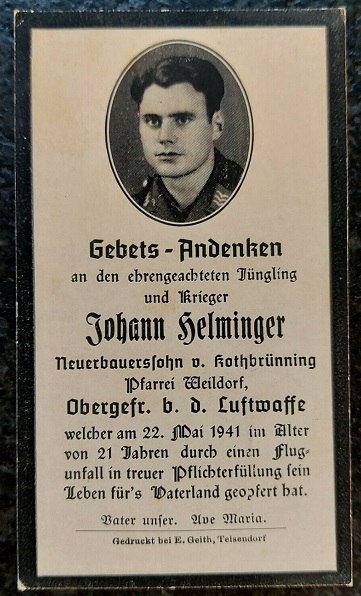 Gebets-Andenken
an den ehrengeachteten Jüngling
und Krieger
Johann Helminger
Neuerbauerssohn v. Kothbrünning
Pfarrei Weildorf,
Obergefr. b. d. Luftwaffe
welcher am 22. Mai 1941 im Alter
von 21 Jahren durch einen Flug-
unfall in treuer Pflichterfüllung sein
Leben für's Vaterland geopfert hat.
Vater unser. Ave Maria.
Gedruckt bei E. Geith, Teisendorf